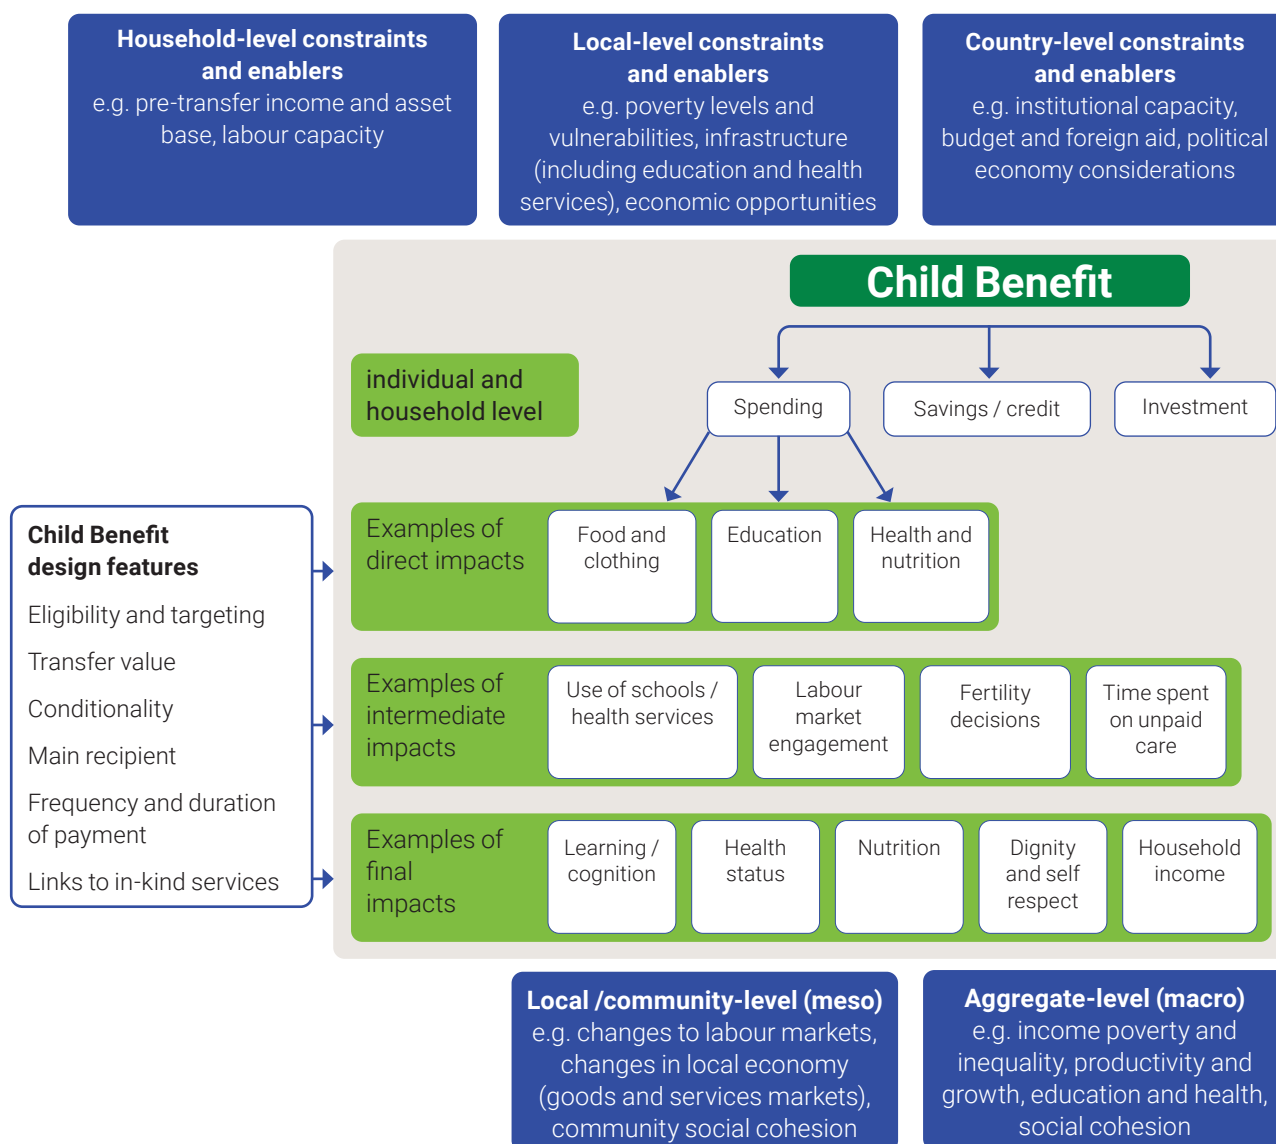 Household-level constraints
and enablers
e.g. pre-transfer income and asset
base, labour capacity
Local-level constraints
and enablers
e.g. poverty levels and
vulnerabilities, infrastructure
(including education and health
services), economic opportunities
Country-level constraints
and enablers
e.g. institutional capacity,
budget and foreign aid, political
economy considerations
Child Benefit
individual and
household level
Spending
Savings / credit
Investment
Child Benefit
design features
Eligibility and targeting
Transfer value
Conditionality
Main recipient
Frequency and duration
of payment
Links to in-kind services
Examples of
direct impacts
Food and
clothing
Education
Health and
nutrition
Examples of
intermediate
impacts
Use of schools /
health services
Labour
market
engagement
Fertility
decisions
Time spent
on unpaid
care
Examples of
final
impacts
Learning /
cognition
Health
status
Nutrition
Dignity
and self
respect
Household
income
Local /community-level (meso)
e.g. changes to labour markets,
changes in local economy
(goods and services markets),
community social cohesion
Aggregate-level (macro)
e.g. income poverty and
inequality, productivity and
growth, education and health,
social cohesion